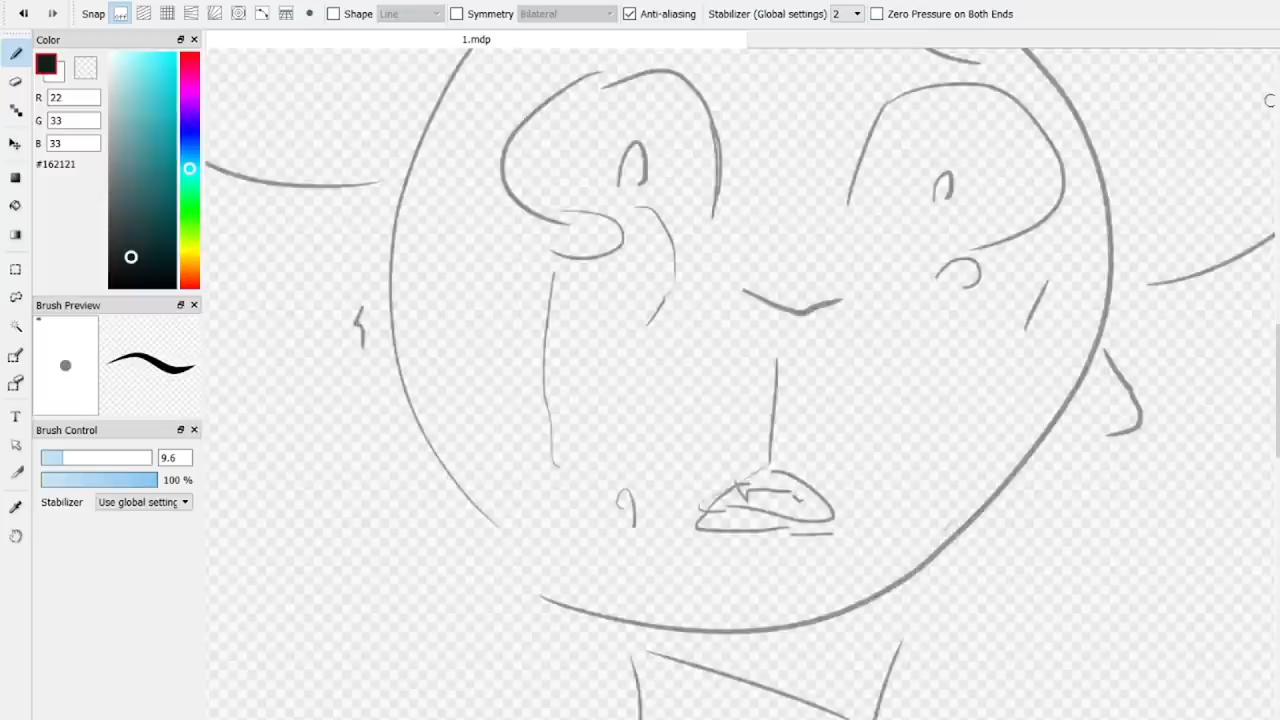 Snap Shape Line Symmetry Bilateral Anti-aliasing Stabilizer (Global settings) 2 Zero Pressure on Both Ends
Color
1.mdp
R 22
G 33
B 33
#162121
Brush Preview
Brush Control
9.6
100 %
Stabilizer Use global setting
T